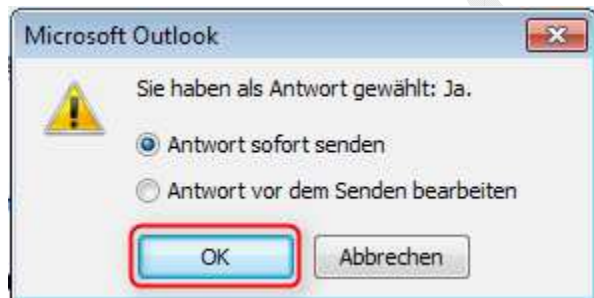 Microsoft Outlook
Sie haben als Antwort gewählt: Ja.
Antwort sofort senden
Antwort vor dem Senden bearbeiten
OK Abbrechen